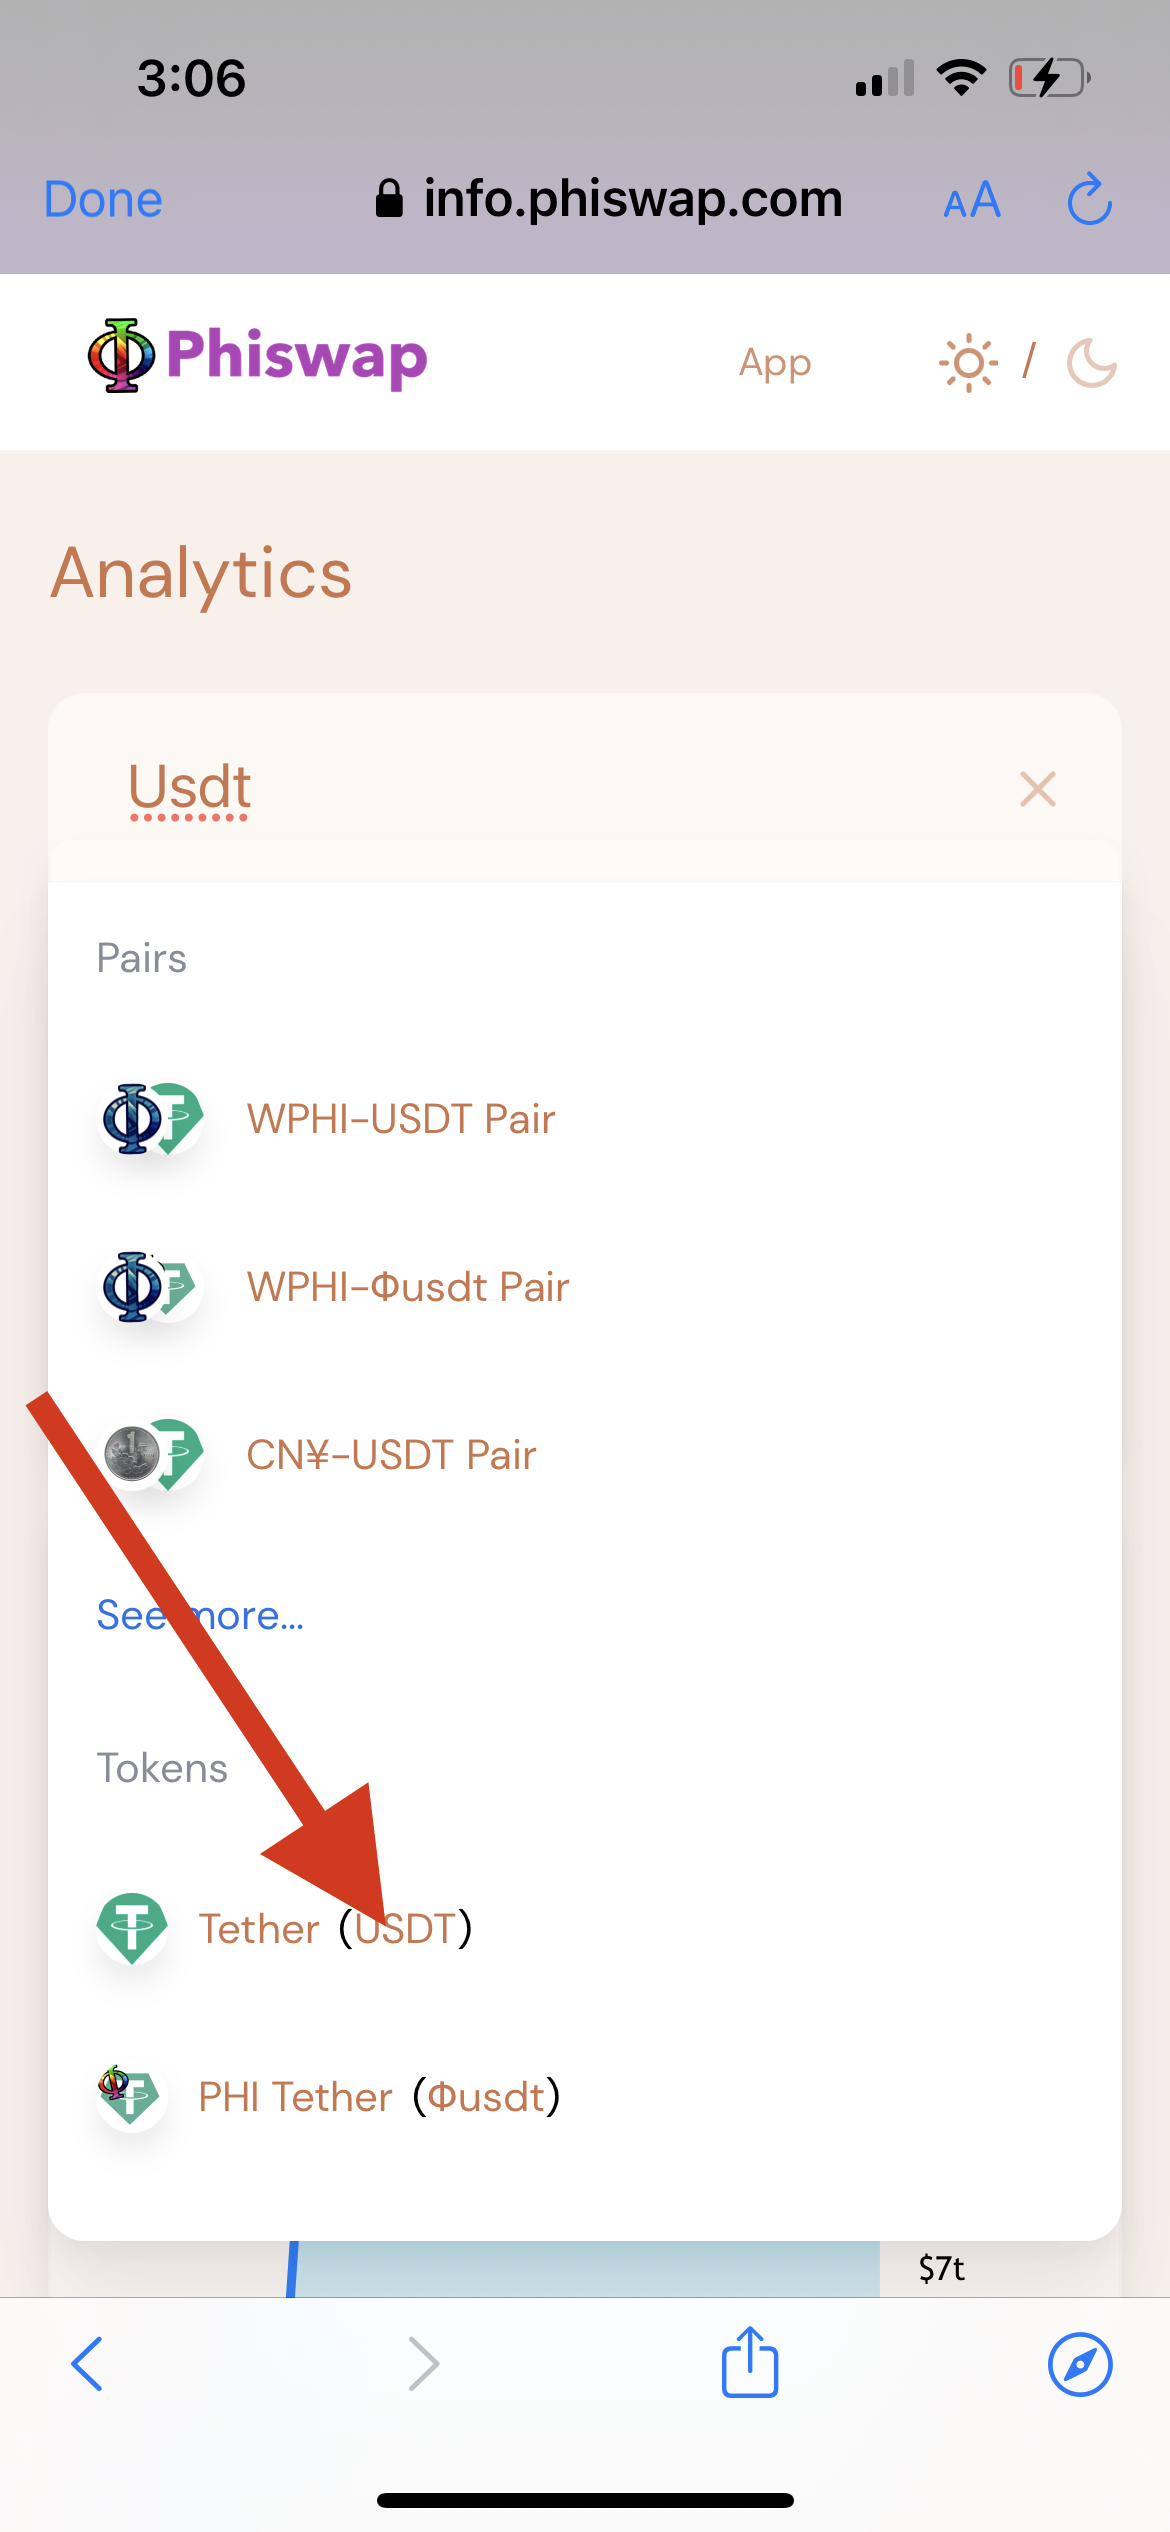 3:06
Done
info.phiswap.com
AA
Phiswap
App
/
Analytics
Usdt
Pairs
WPHI-USDT Pair
WPHI-Φusdt Pair
CN¥-USDT Pair
See more...
Tokens
Tether (USDT)
PHI Tether (Φusdt)
$7t